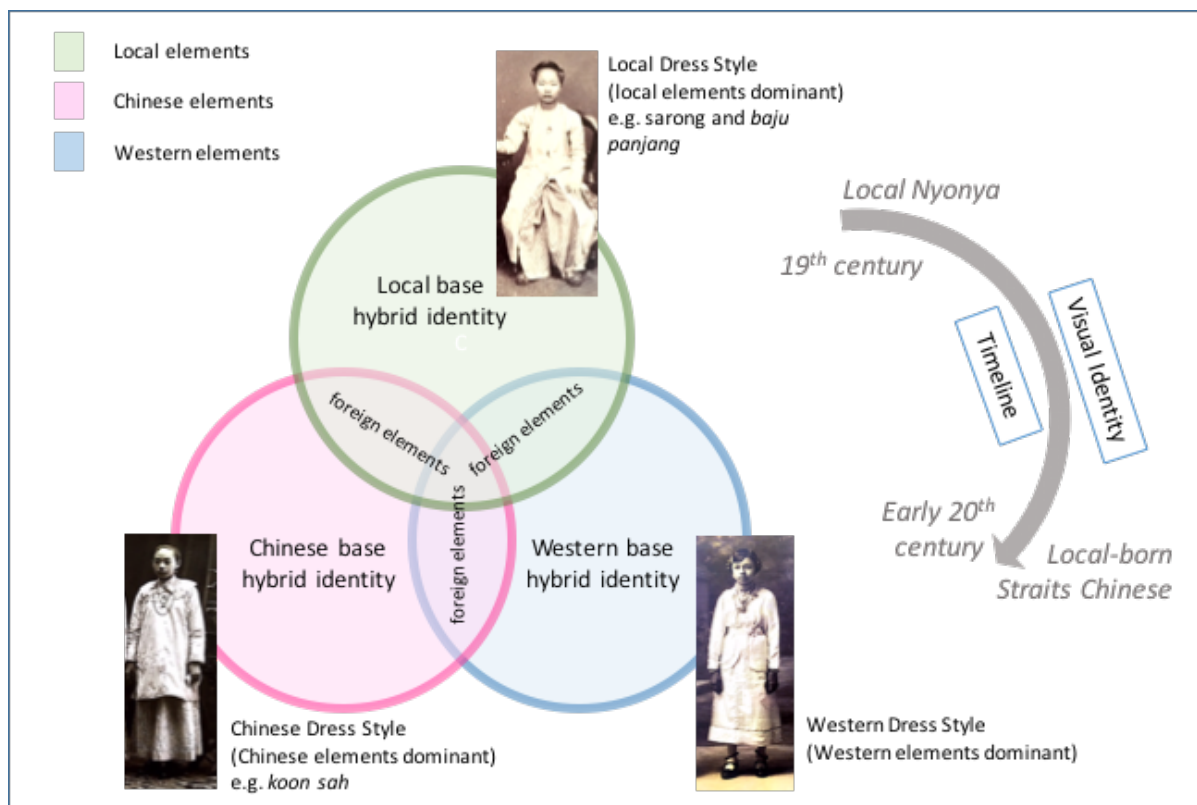 Local elements
Chinese elements
Western elements
Local Dress Style
(local elements dominant)
e.g. sarong and baju
panjang
Local base
hybrid identity
C
foreign elements
foreign elements
foreign elements
Chinese base
hybrid identity
Western base
hybrid identity
Chinese Dress Style
(Chinese elements dominant)
e.g. koon sah
Western Dress Style
(Western elements dominant)
Local Nyonya
19th century
Timeline
Visual Identity
Early 20th
century
Local-born
Straits Chinese